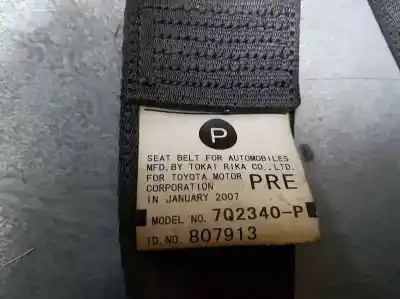 P
SEAT BELT FOR AUTOMOBILES
MFD. BY TOKAI RIKA CO., LTD.
FOR TOYOTA MOTOR
CORPORATION PRE
IN JANUARY 2007
MODEL NO. 7Q2340-P
ID.NO. 807913